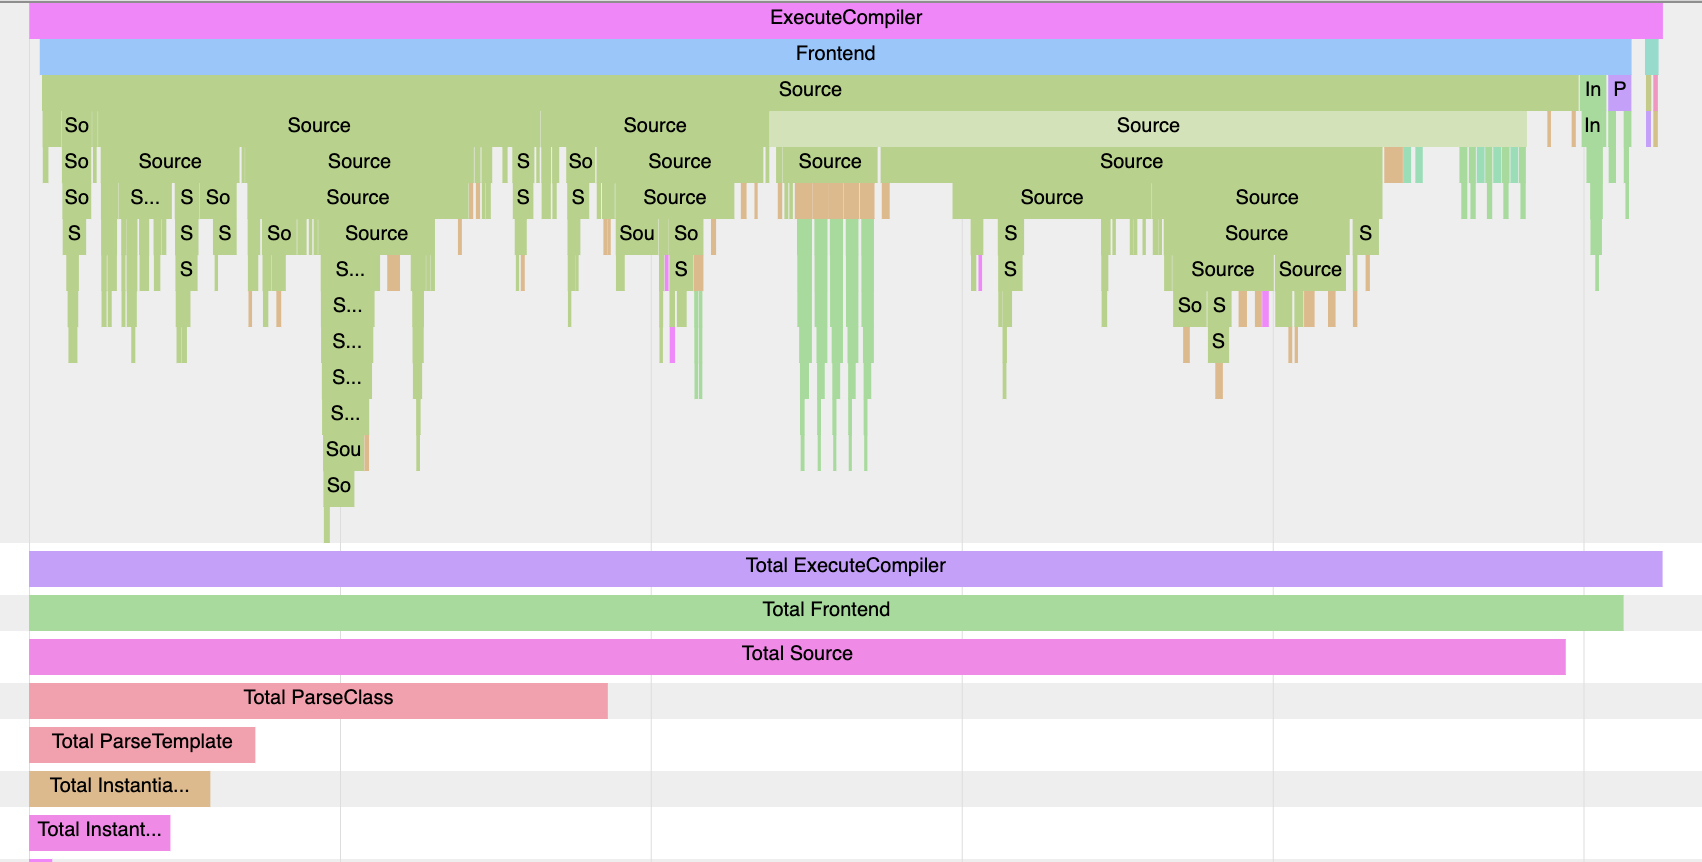 ExecuteCompiler
Frontend
Source In P
So Source Source Source In
So Source Source S So Source Source Source
So S... S So Source S S Source Source Source
S S S So Source Sou So S Source S
S S... S S Source Source
S... So S
S... S
S...
S...
Sou
So
Total ExecuteCompiler
Total Frontend
Total Source
Total ParseClass
Total ParseTemplate
Total Instantia...
Total Instant...